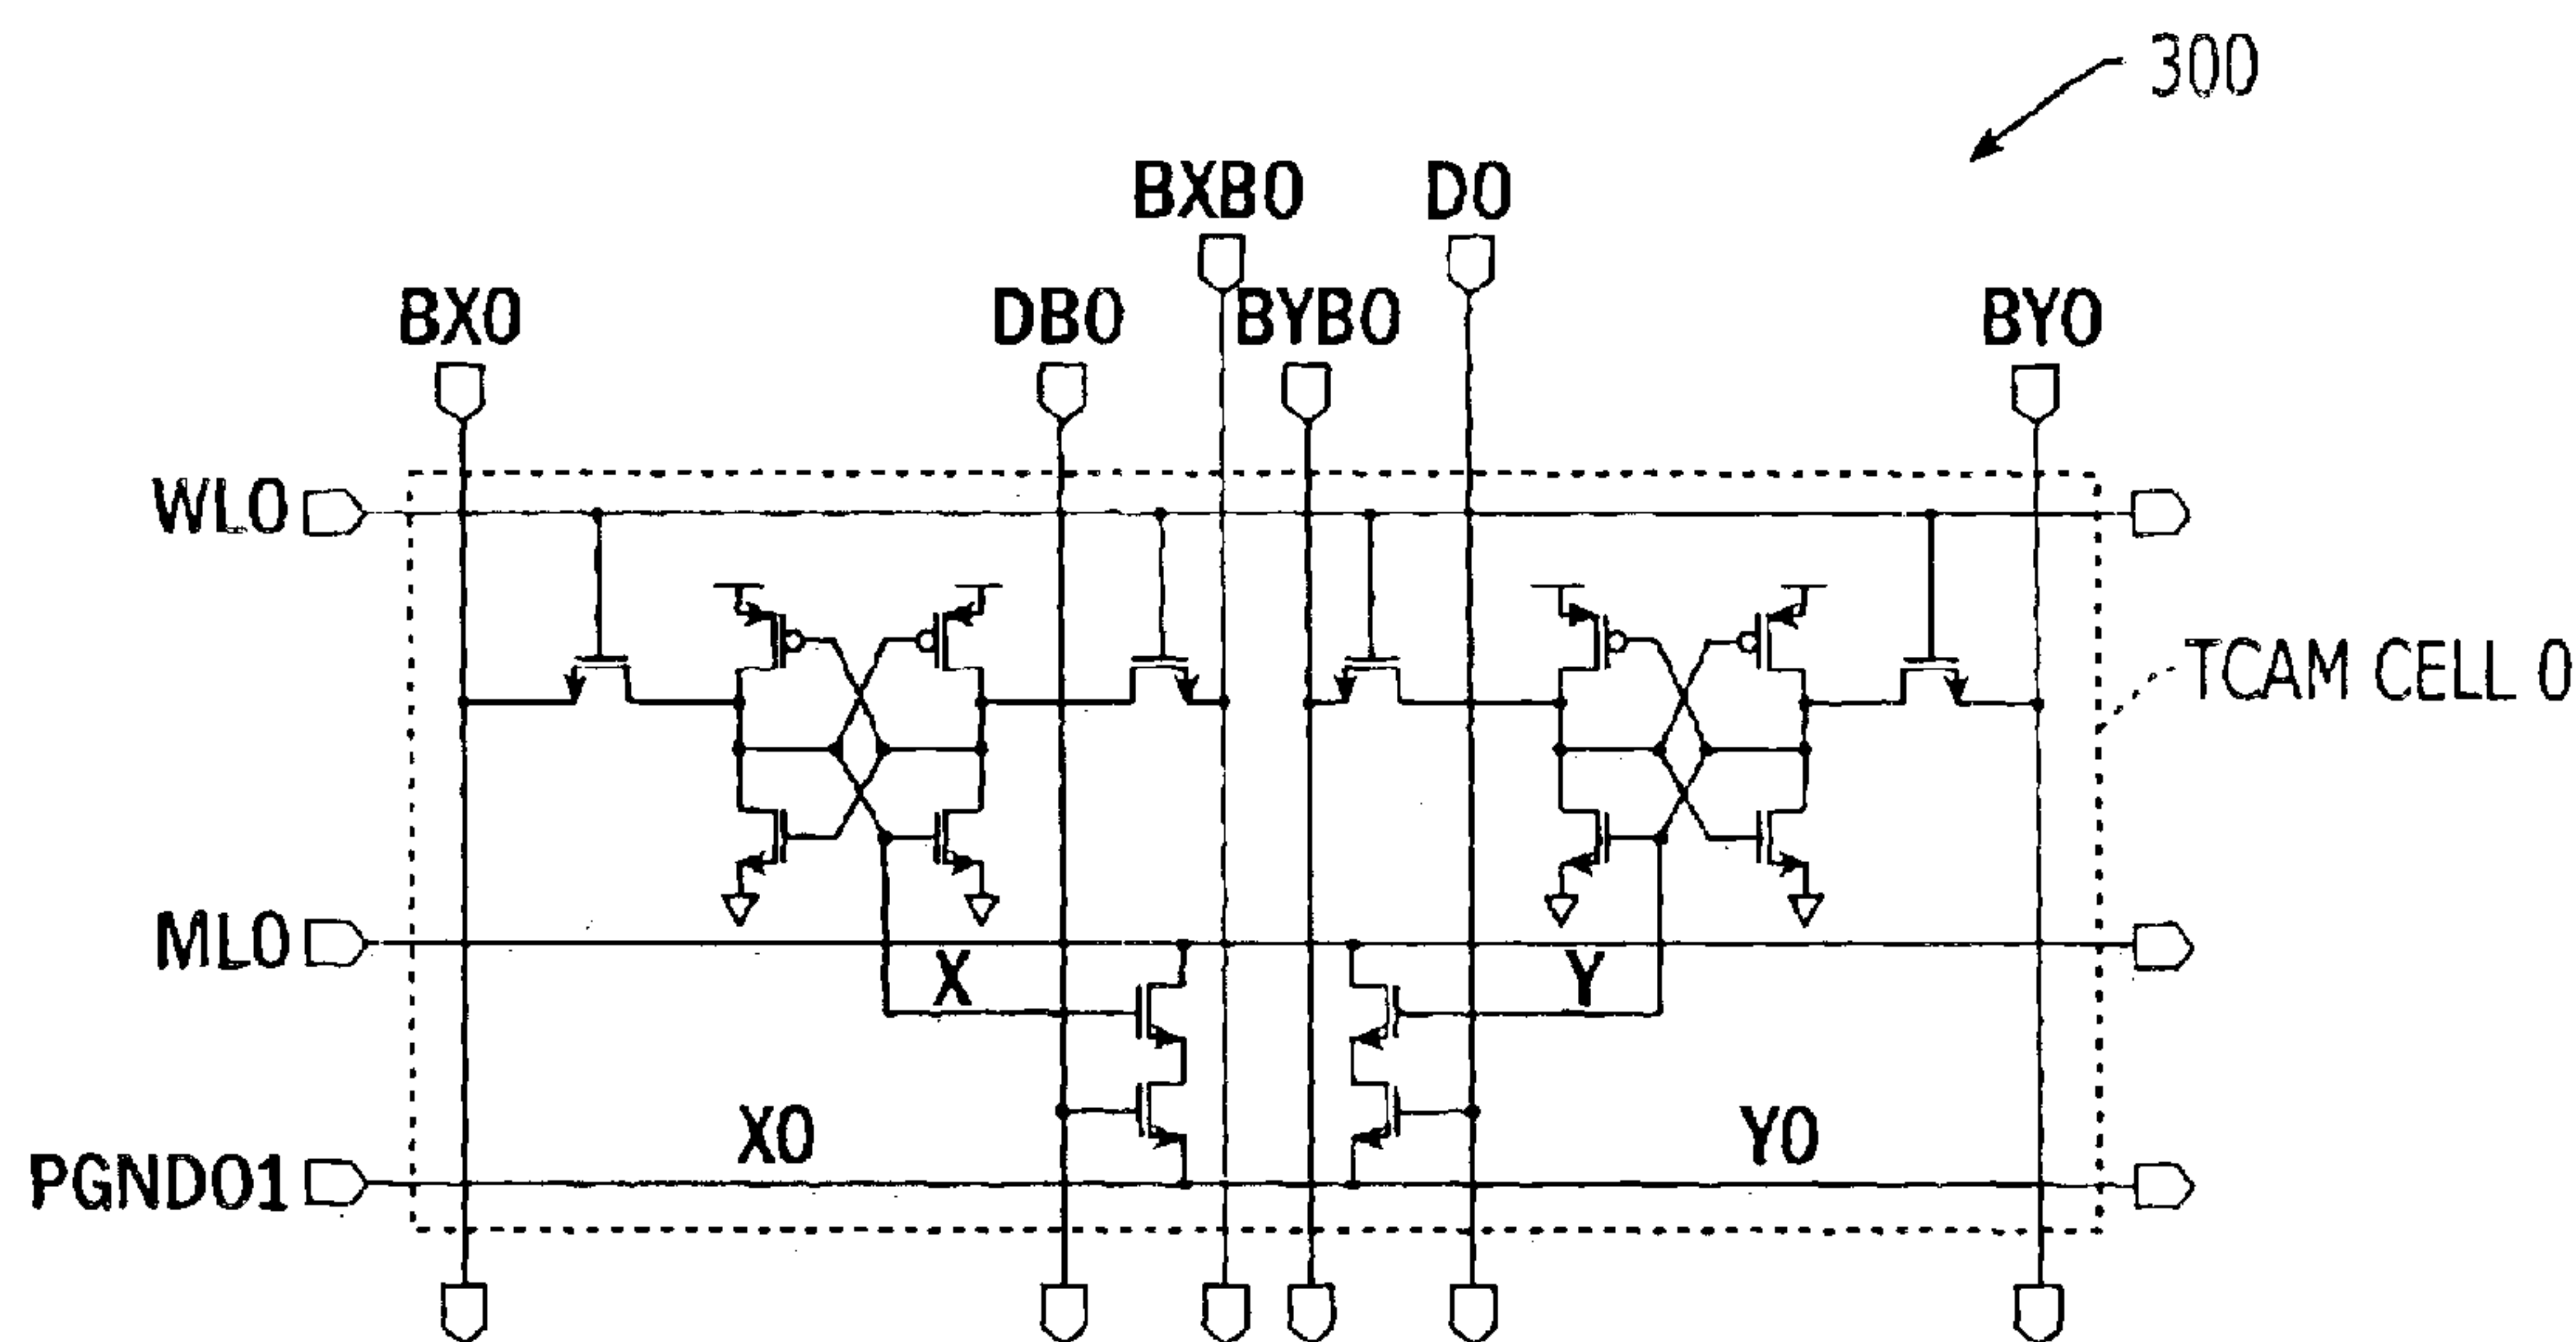 300
BXB0 D0
BX0 DB0 BYB0 BY0
WL0
TCAM CELL 0
ML0
X Y
X0 Y0
PGND01